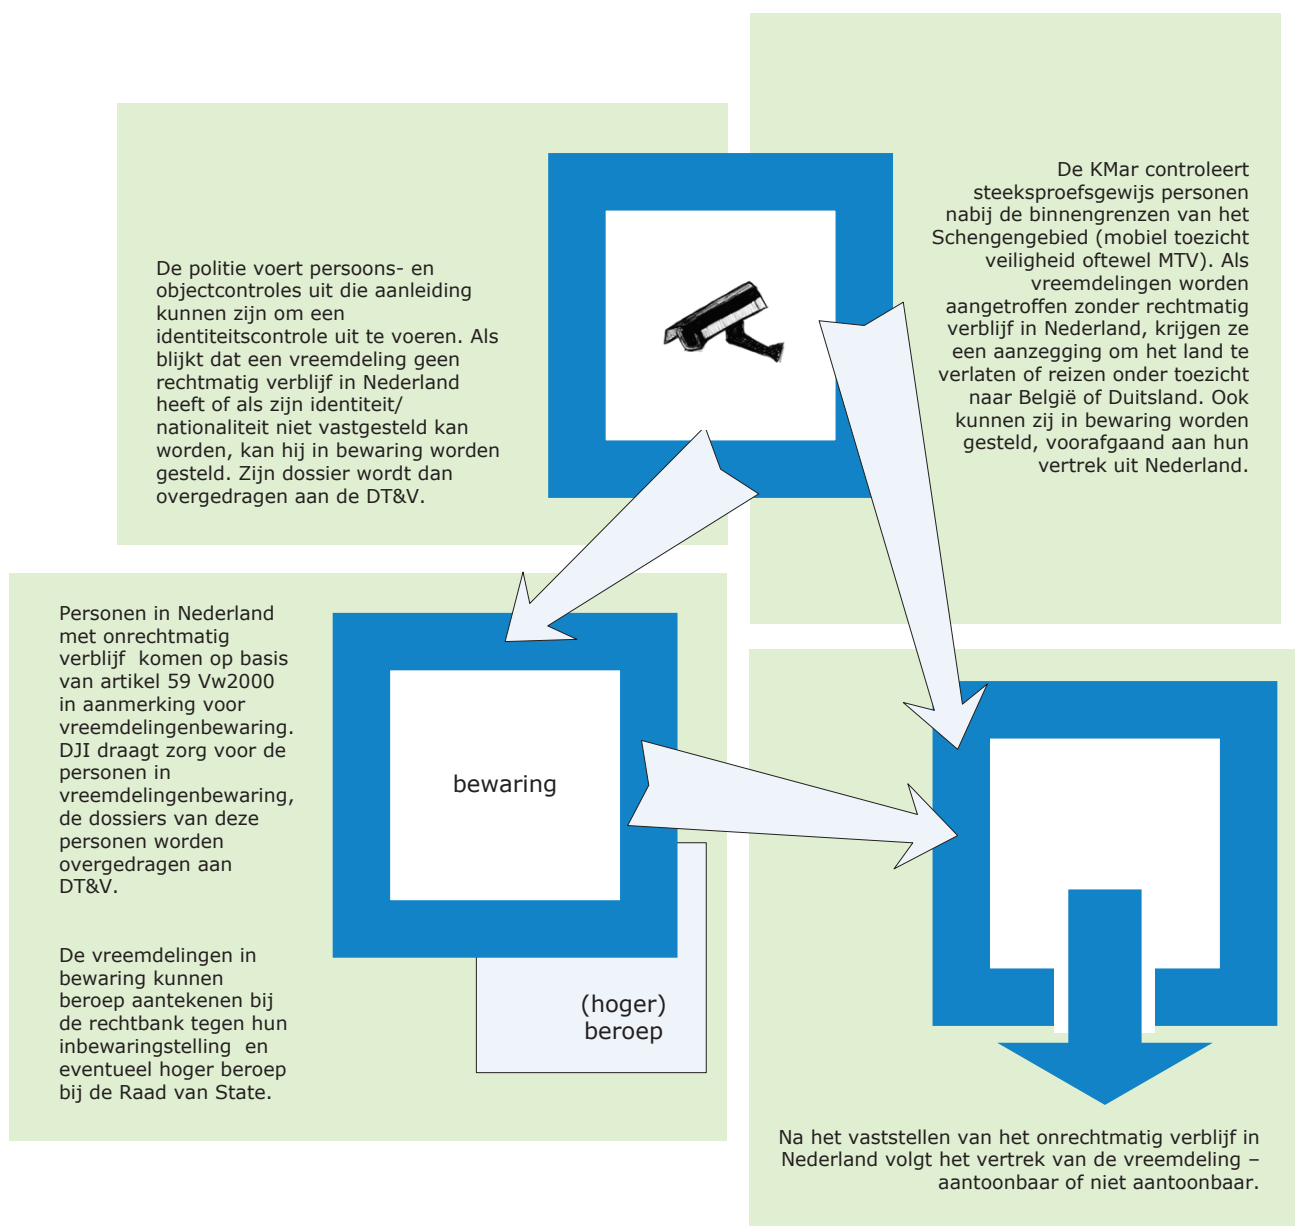 De KMar controleert
steeksproefsgewijs personen
nabij de binnengrenzen van het
Schengengebied (mobiel toezicht
veiligheid oftewel MTV). Als
vreemdelingen worden
aangetroffen zonder rechtmatig
verblijf in Nederland, krijgen ze
een aanzegging om het land te
verlaten of reizen onder toezicht
naar België of Duitsland. Ook
kunnen zij in bewaring worden
gesteld, voorafgaand aan hun
vertrek uit Nederland.
De politie voert persoons- en
objectcontroles uit die aanleiding
kunnen zijn om een
identiteitscontrole uit te voeren. Als
blijkt dat een vreemdeling geen
rechtmatig verblijf in Nederland
heeft of als zijn identiteit/
nationaliteit niet vastgesteld kan
worden, kan hij in bewaring worden
gesteld. Zijn dossier wordt dan
overgedragen aan de DT&V.
Personen in Nederland
met onrechtmatig
verblijf komen op basis
van artikel 59 Vw2000
in aanmerking voor
vreemdelingenbewaring.
DJI draagt zorg voor de
personen in
vreemdelingenbewaring,
de dossiers van deze
personen worden
overgedragen aan
DT&V.
De vreemdelingen in
bewaring kunnen
beroep aantekenen bij
de rechtbank tegen hun
inbewaringstelling en
eventueel hoger beroep
bij de Raad van State.
bewaring
(hoger)
beroep
Na het vaststellen van het onrechtmatig verblijf in
Nederland volgt het vertrek van de vreemdeling –
aantoonbaar of niet aantoonbaar.